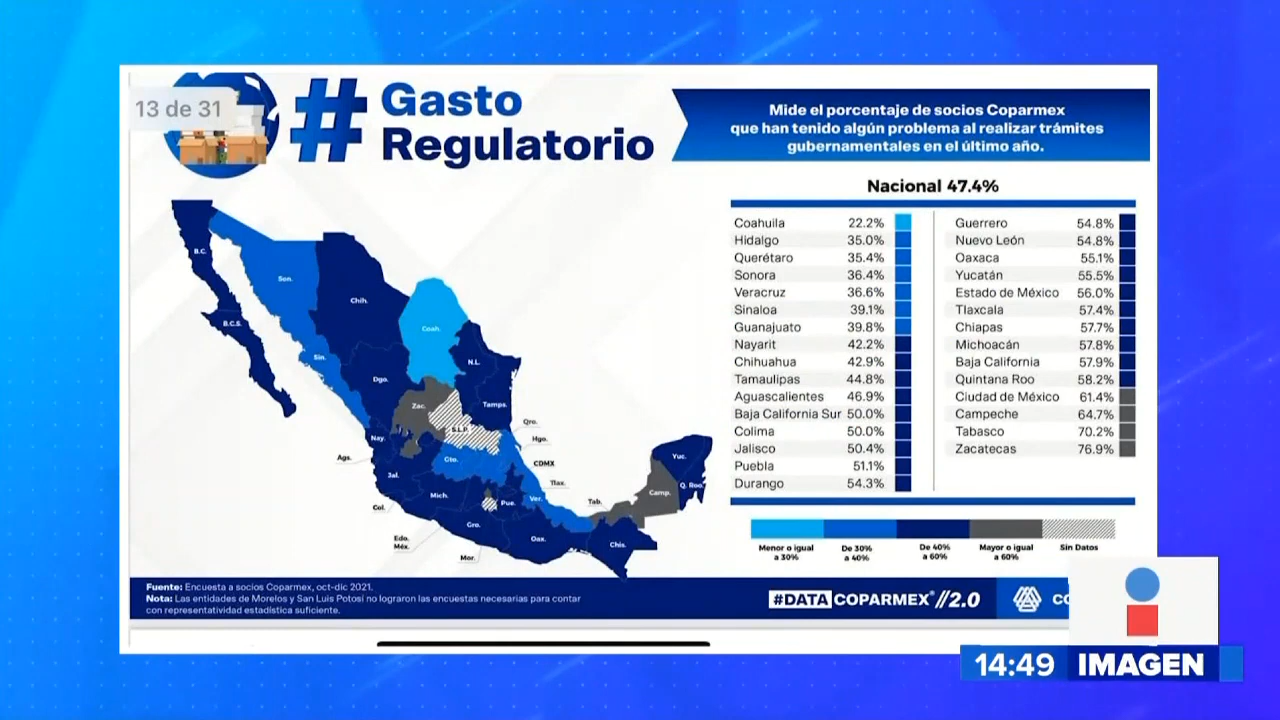 13 de 31
# Gasto
Regulatorio
Mide el porcentaje de socios Coparmex
que han tenido algún problema al realizar trámites
gubernamentales en el último año.
Nacional 47.4%
Coahuila 22.2%
Hidalgo 35.0%
Querétaro 35.4%
Sonora 36.4%
Veracruz 36.6%
Sinaloa 39.1%
Guanajuato 39.8%
Nayarit 42.2%
Chihuahua 42.9%
Tamaulipas 44.8%
Aguascalientes 46.9%
Baja California Sur 50.0%
Colima 50.0%
Jalisco 50.4%
Puebla 51.1%
Durango 54.3%
Guerrero 54.8%
Nuevo León 54.8%
Oaxaca 55.1%
Yucatán 55.5%
Estado de México 56.0%
Tlaxcala 57.4%
Chiapas 57.7%
Michoacán 57.8%
Baja California 57.9%
Quintana Roo 58.2%
Ciudad de México 61.4%
Campeche 64.7%
Tabasco 70.2%
Zacatecas 76.9%
B.C.
Son.
Chih.
B.C.S.
Coah.
Sin.
N.L.
Dgo.
Zac.
Tamps.
S.L.P.
Qro.
Nay.
Hgo.
Ags.
Gto.
CDMX
Yuc.
Jal.
Tlax.
Q. Roo.
Mich.
Pue.
Ver.
Tab.
Camp.
Col.
Gro.
Edo.
Méx.
Oax.
Chis.
Mor.
Menor o igual
a 30%
De 30%
a 40%
De 40%
a 60%
Mayor o igual
a 60%
Sin Datos
Fuente: Encuesta a socios Coparmex, oct-dic 2021.
Nota: Las entidades de Morelos y San Luis Potosí no lograron las encuestas necesarias para contar
con representatividad estadística suficiente.
#DATA COPARMEX® //2.0
CO
14:49 IMAGEN